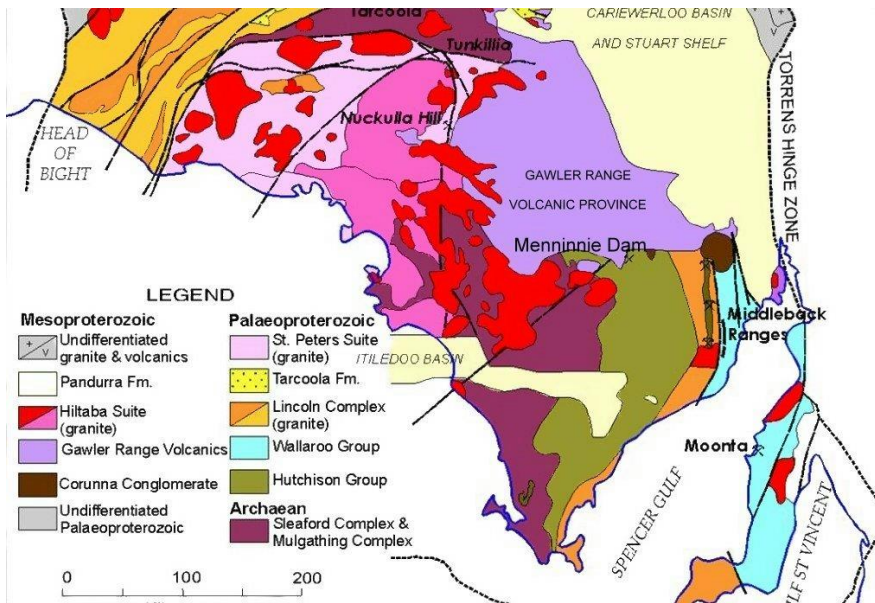 Tarcoola
CARIEWERLOO BASIN
AND STUART SHELF
Tunkillia
TORRENS HINGE ZONE
Nuckulla Hill
HEAD
OF
BIGHT
GAWLER RANGE
VOLCANIC PROVINCE
Menninnie Dam
Middleback
Ranges
ITILEDOO BASIN
Moonta
SPENCER GULF
LF ST VINCENT
LEGEND
Mesoproterozoic
Undifferentiated
granite & volcanics
Pandurra Fm.
Hiltaba Suite
(granite)
Gawler Range Volcanics
Corunna Conglomerate
Undifferentiated
Palaeoproterozoic
Palaeoproterozoic
St. Peters Suite
(granite)
Tarcoola Fm.
Lincoln Complex
(granite)
Wallaroo Group
Hutchison Group
Archaean
Sleaford Complex &
Mulgathing Complex
0 100 200